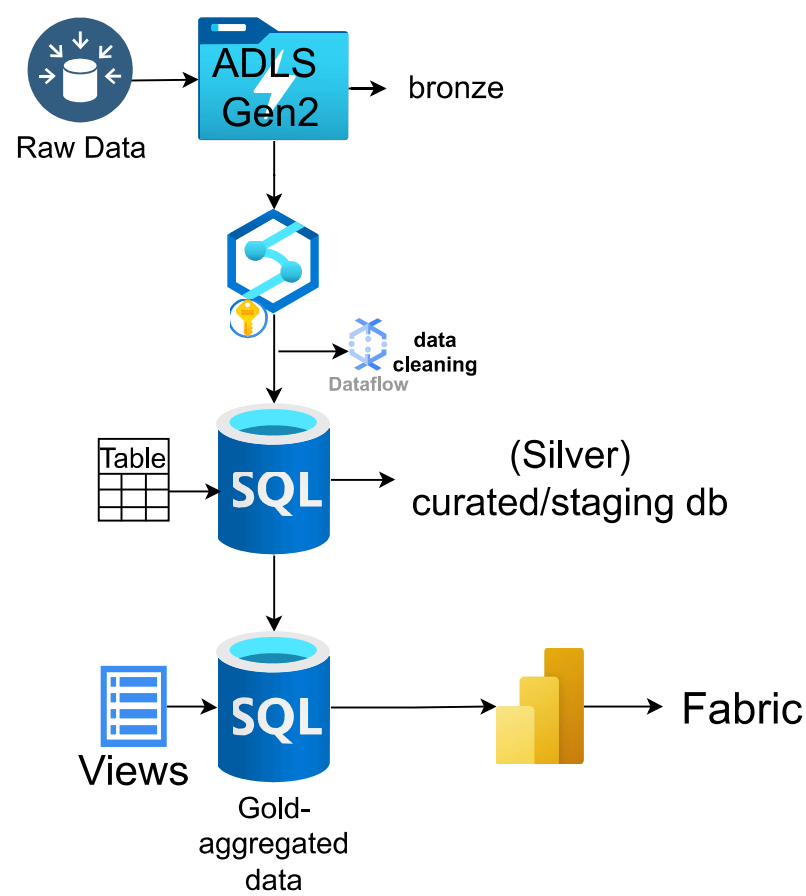 ADLS
Gen2
bronze
Raw Data
data
cleaning
Dataflow
Table
SQL
(Silver)
curated/staging db
SQL
Fabric
Views
Gold-
aggregated
data